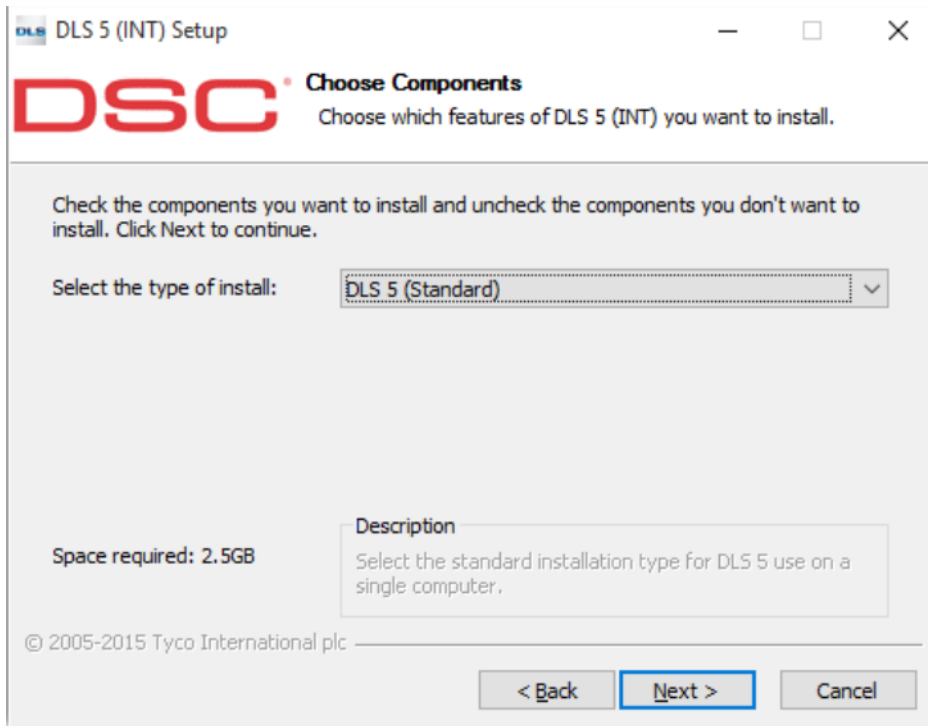 DLS DLS 5 (INT) Setup
DSC
Choose Components
Choose which features of DLS 5 (INT) you want to install.
Check the components you want to install and uncheck the components you don't want to
install. Click Next to continue.
Select the type of install:
DLS 5 (Standard)
Description
Space required: 2.5GB
Select the standard installation type for DLS 5 use on a
single computer.
© 2005-2015 Tyco International plc
< Back
Next >
Cancel